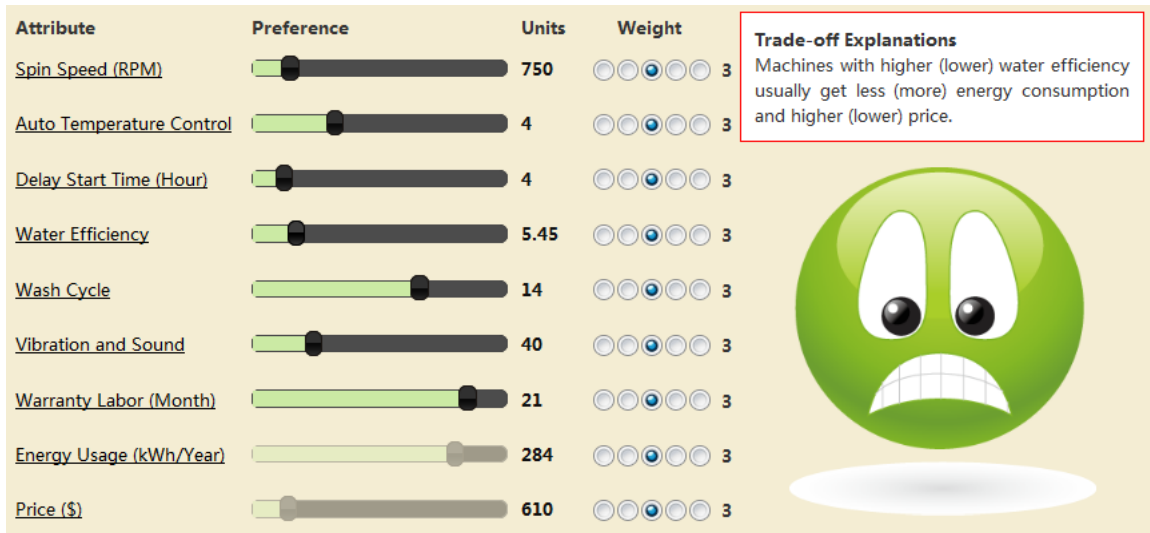 Attribute Preference Units Weight
Spin Speed (RPM) 750 3
Auto Temperature Control 4 3
Delay Start Time (Hour) 4 3
Water Efficiency 5.45 3
Wash Cycle 14 3
Vibration and Sound 40 3
Warranty Labor (Month) 21 3
Energy Usage (kWh/Year) 284 3
Price ($) 610 3
Trade-off Explanations
Machines with higher (lower) water efficiency
usually get less (more) energy consumption
and higher (lower) price.